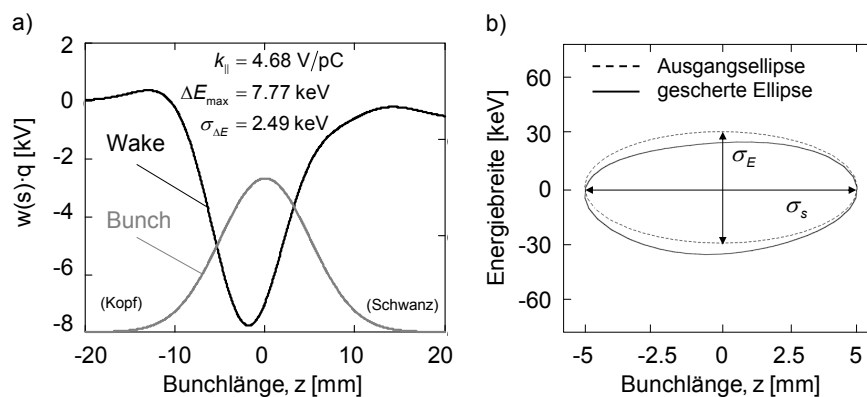 a)
w(s)·q [kV]
2
0
-2
-4
-6
-8
k∥ = 4.68 V/pC
ΔEmax = 7.77 keV
σΔE = 2.49 keV
Wake
Bunch
(Kopf)
(Schwanz)
-20
-10
0
10
20
Bunchlänge, z [mm]
b)
Energiebreite [keV]
60
30
0
-30
-60
Ausgangsellipse
gescherte Ellipse
σE
σs
-5
-2.5
0
2.5
5
Bunchlänge, z [mm]